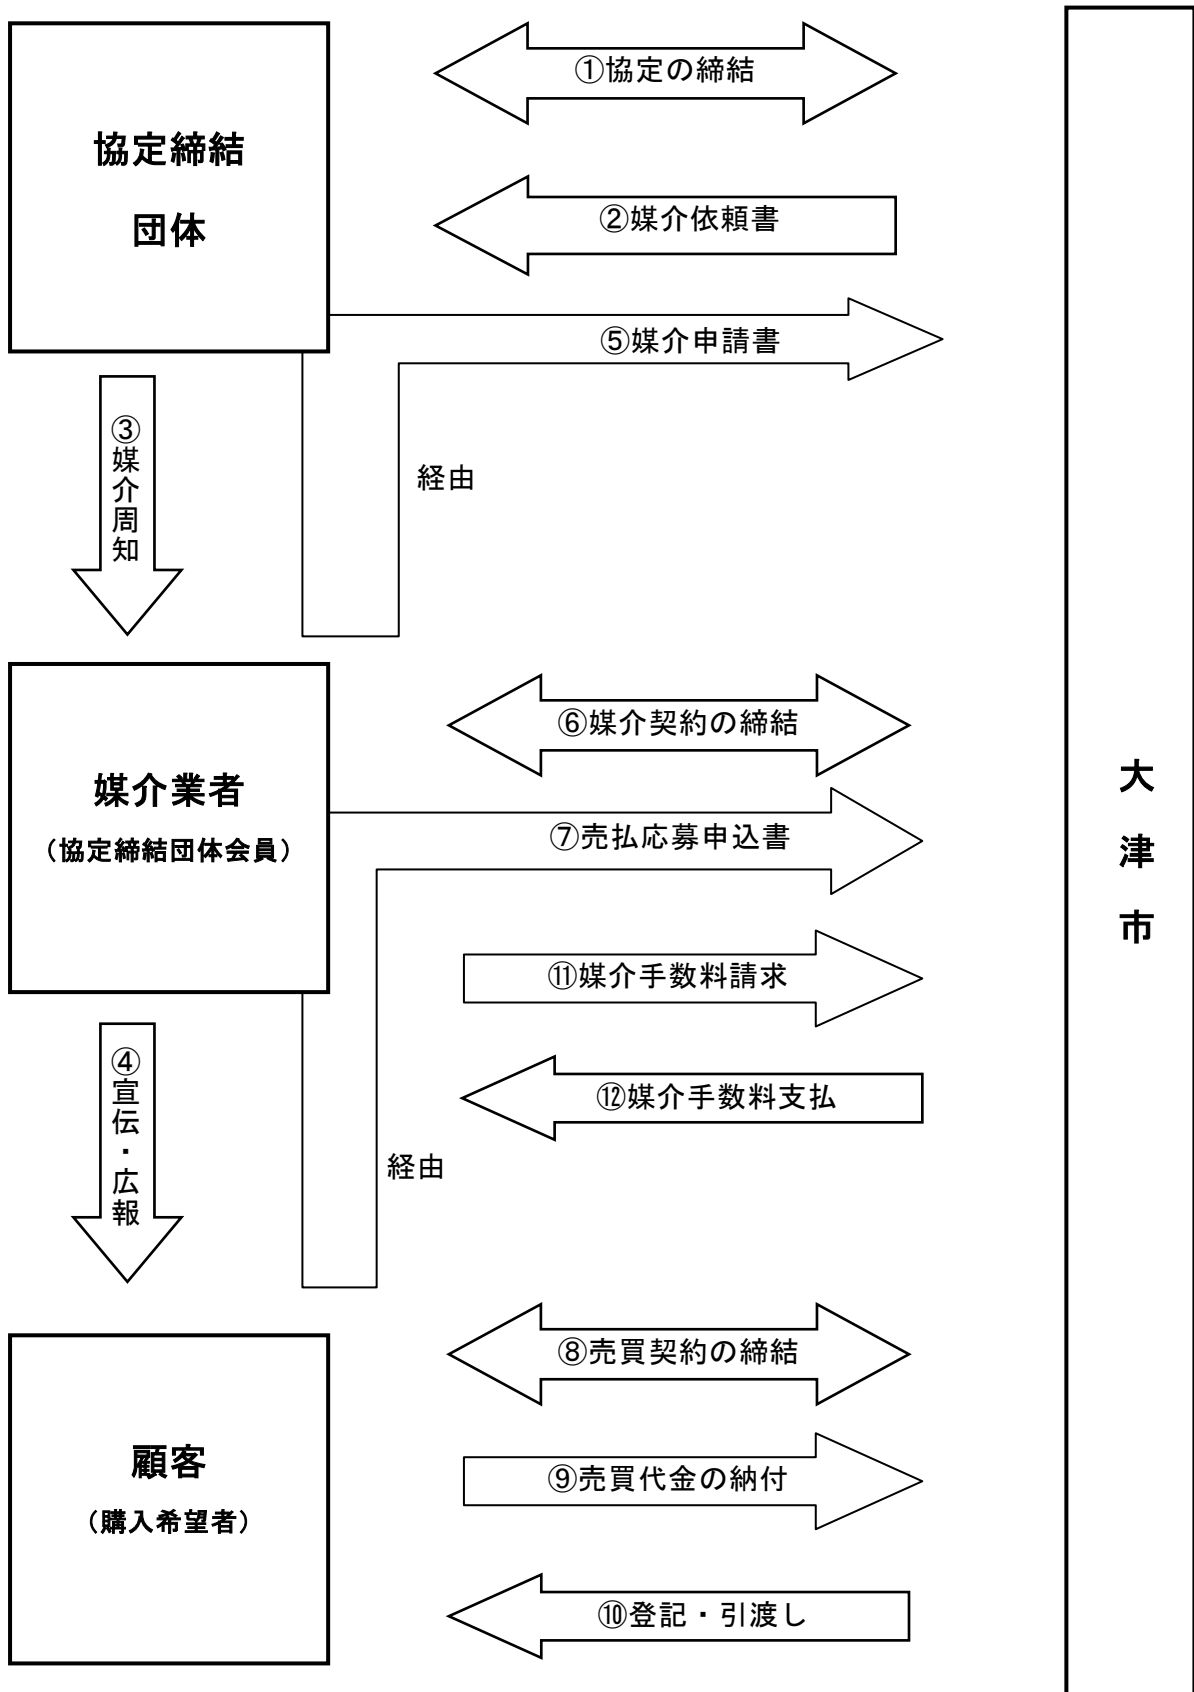 ①協定の締結
協定締結
団体
②媒介依頼書
⑤媒介申請書
③媒介周知
経由
⑥媒介契約の締結
媒介業者
（協定締結団体会員）
⑦売払応募申込書
大津市
⑪媒介手数料請求
④宣伝・広報
⑫媒介手数料支払
経由
⑧売買契約の締結
顧客
（購入希望者）
⑨売買代金の納付
⑩登記・引渡し